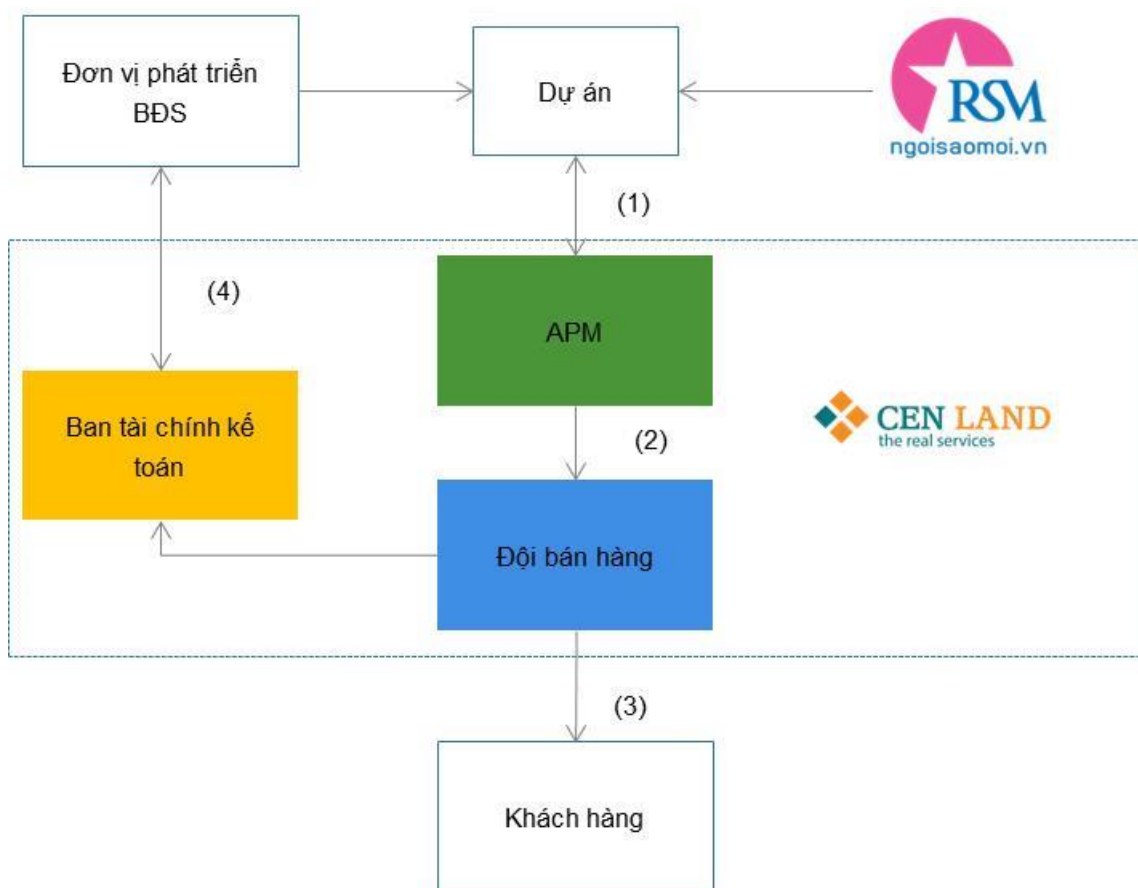 Đơn vị phát triển
BĐS
Dự án
RSM
ngoisaomoi.vn
(1)
(4)
APM
Ban tài chính kế
toán
(2)
CEN LAND
the real services
Đội bán hàng
(3)
Khách hàng